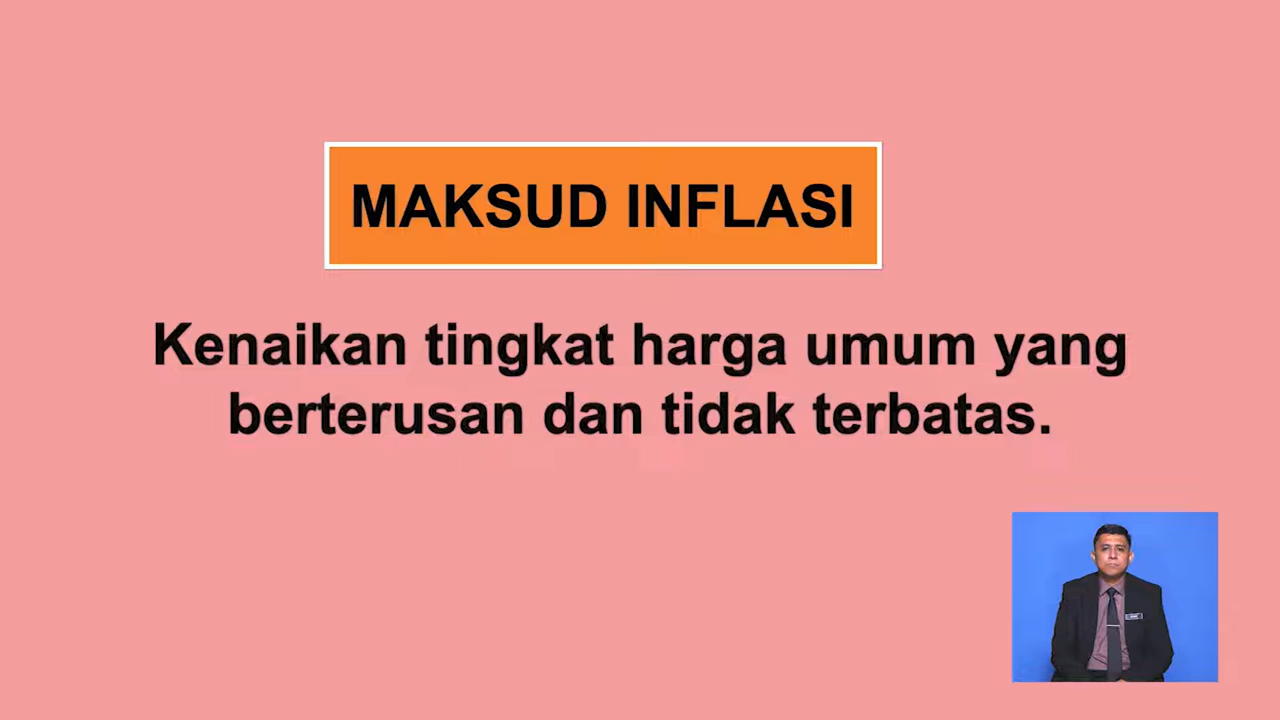 MAKSUD INFLASI
Kenaikan tingkat harga umum yang
berterusan dan tidak terbatas.